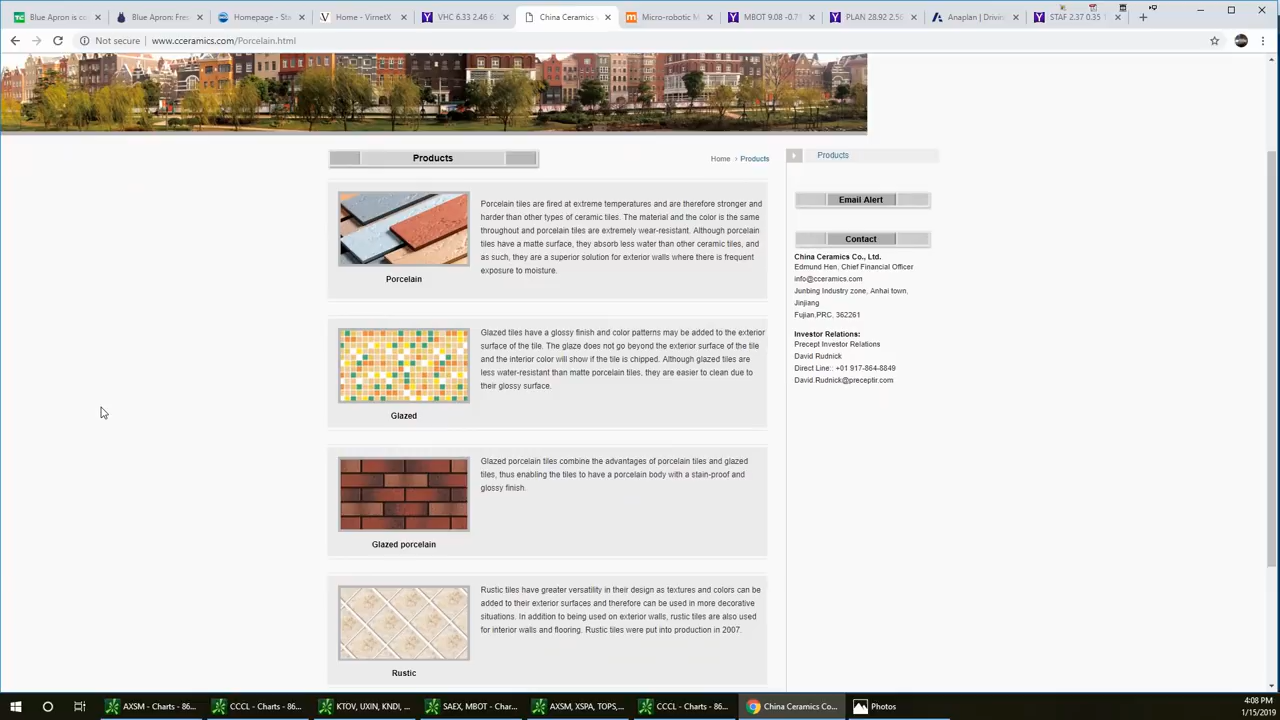 Blue Apron is c
Blue Apron: Fres
Homepage - Sta
Home - VirnetX
VHC 6.33 2.46 6
China Ceramics
Micro-robotic M
MBOT 9.08 -0.7
PLAN 28.92 2.5
Anaplan | Drivin
STAF 2.37 0.35
Not secure
www.cceramics.com/Porcelain.html
Products
Home › Products
Porcelain tiles are fired at extreme temperatures and are therefore stronger and
harder than other types of ceramic tiles. The material and the color is the same
throughout and porcelain tiles are extremely wear-resistant. Although porcelain
tiles have a matte surface, they absorb less water than other ceramic tiles, and
as such, they are a superior solution for exterior walls where there is frequent
exposure to moisture.
Porcelain
Glazed tiles have a glossy finish and color patterns may be added to the exterior
surface of the tile. The glaze does not go beyond the exterior surface of the tile
and the interior color will show if the tile is chipped. Although glazed tiles are
less water-resistant than matte porcelain tiles, they are easier to clean due to
their glossy surface.
Glazed
Glazed porcelain tiles combine the advantages of porcelain tiles and glazed
tiles, thus enabling the tiles to have a porcelain body with a stain-proof and
glossy finish.
Glazed porcelain
Rustic tiles have greater versatility in their design as textures and colors can be
added to their exterior surfaces and therefore can be used in more decorative
situations. In addition to being used on exterior walls, rustic tiles are also used
for interior walls and flooring. Rustic tiles were put into production in 2007.
Rustic
Products
Email Alert
Contact
China Ceramics Co., Ltd.
Edmund Hen, Chief Financial Officer
info@cceramics.com
Junbing Industry zone, Anhai town,
Jinjiang
Fujian,PRC, 362261
Investor Relations:
Precept Investor Relations
David Rudnick
Direct Line:: +01 917-864-8849
David.Rudnick@preceptir.com
AXSM - Charts - 86...
CCCL - Charts - 86...
KTOV, UXIN, KNDI, ...
SAEX, MBOT - Char...
AXSM, XSPA, TOPS,...
CCCL - Charts - 86...
China Ceramics Co...
Photos
4:08 PM
1/15/2019